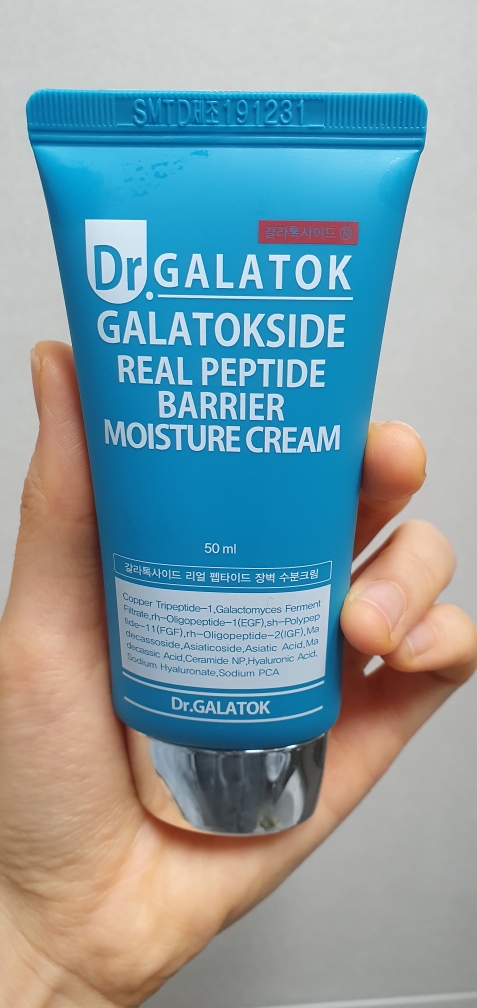 SMTD제조191231
갈라톡사이드 ®
Dr.GALATOK
GALATOKSIDE
REAL PEPTIDE
BARRIER
MOISTURE CREAM
50 ml
갈라톡사이드 리얼 펩타이드 장벽 수분크림
Copper Tripeptide-1,Galactomyces Ferment
Filtrate,rh-Oligopeptide-1(EGF),sh-Polypep
tide-11(FGF),rh-Oligopeptide-2(IGF),Ma
decassoside,Asiaticoside,Asiatic Acid,Ma
decassic Acid,Ceramide NP,Hyaluronic Acid,
Sodium Hyaluronate,Sodium PCA
Dr.GALATOK